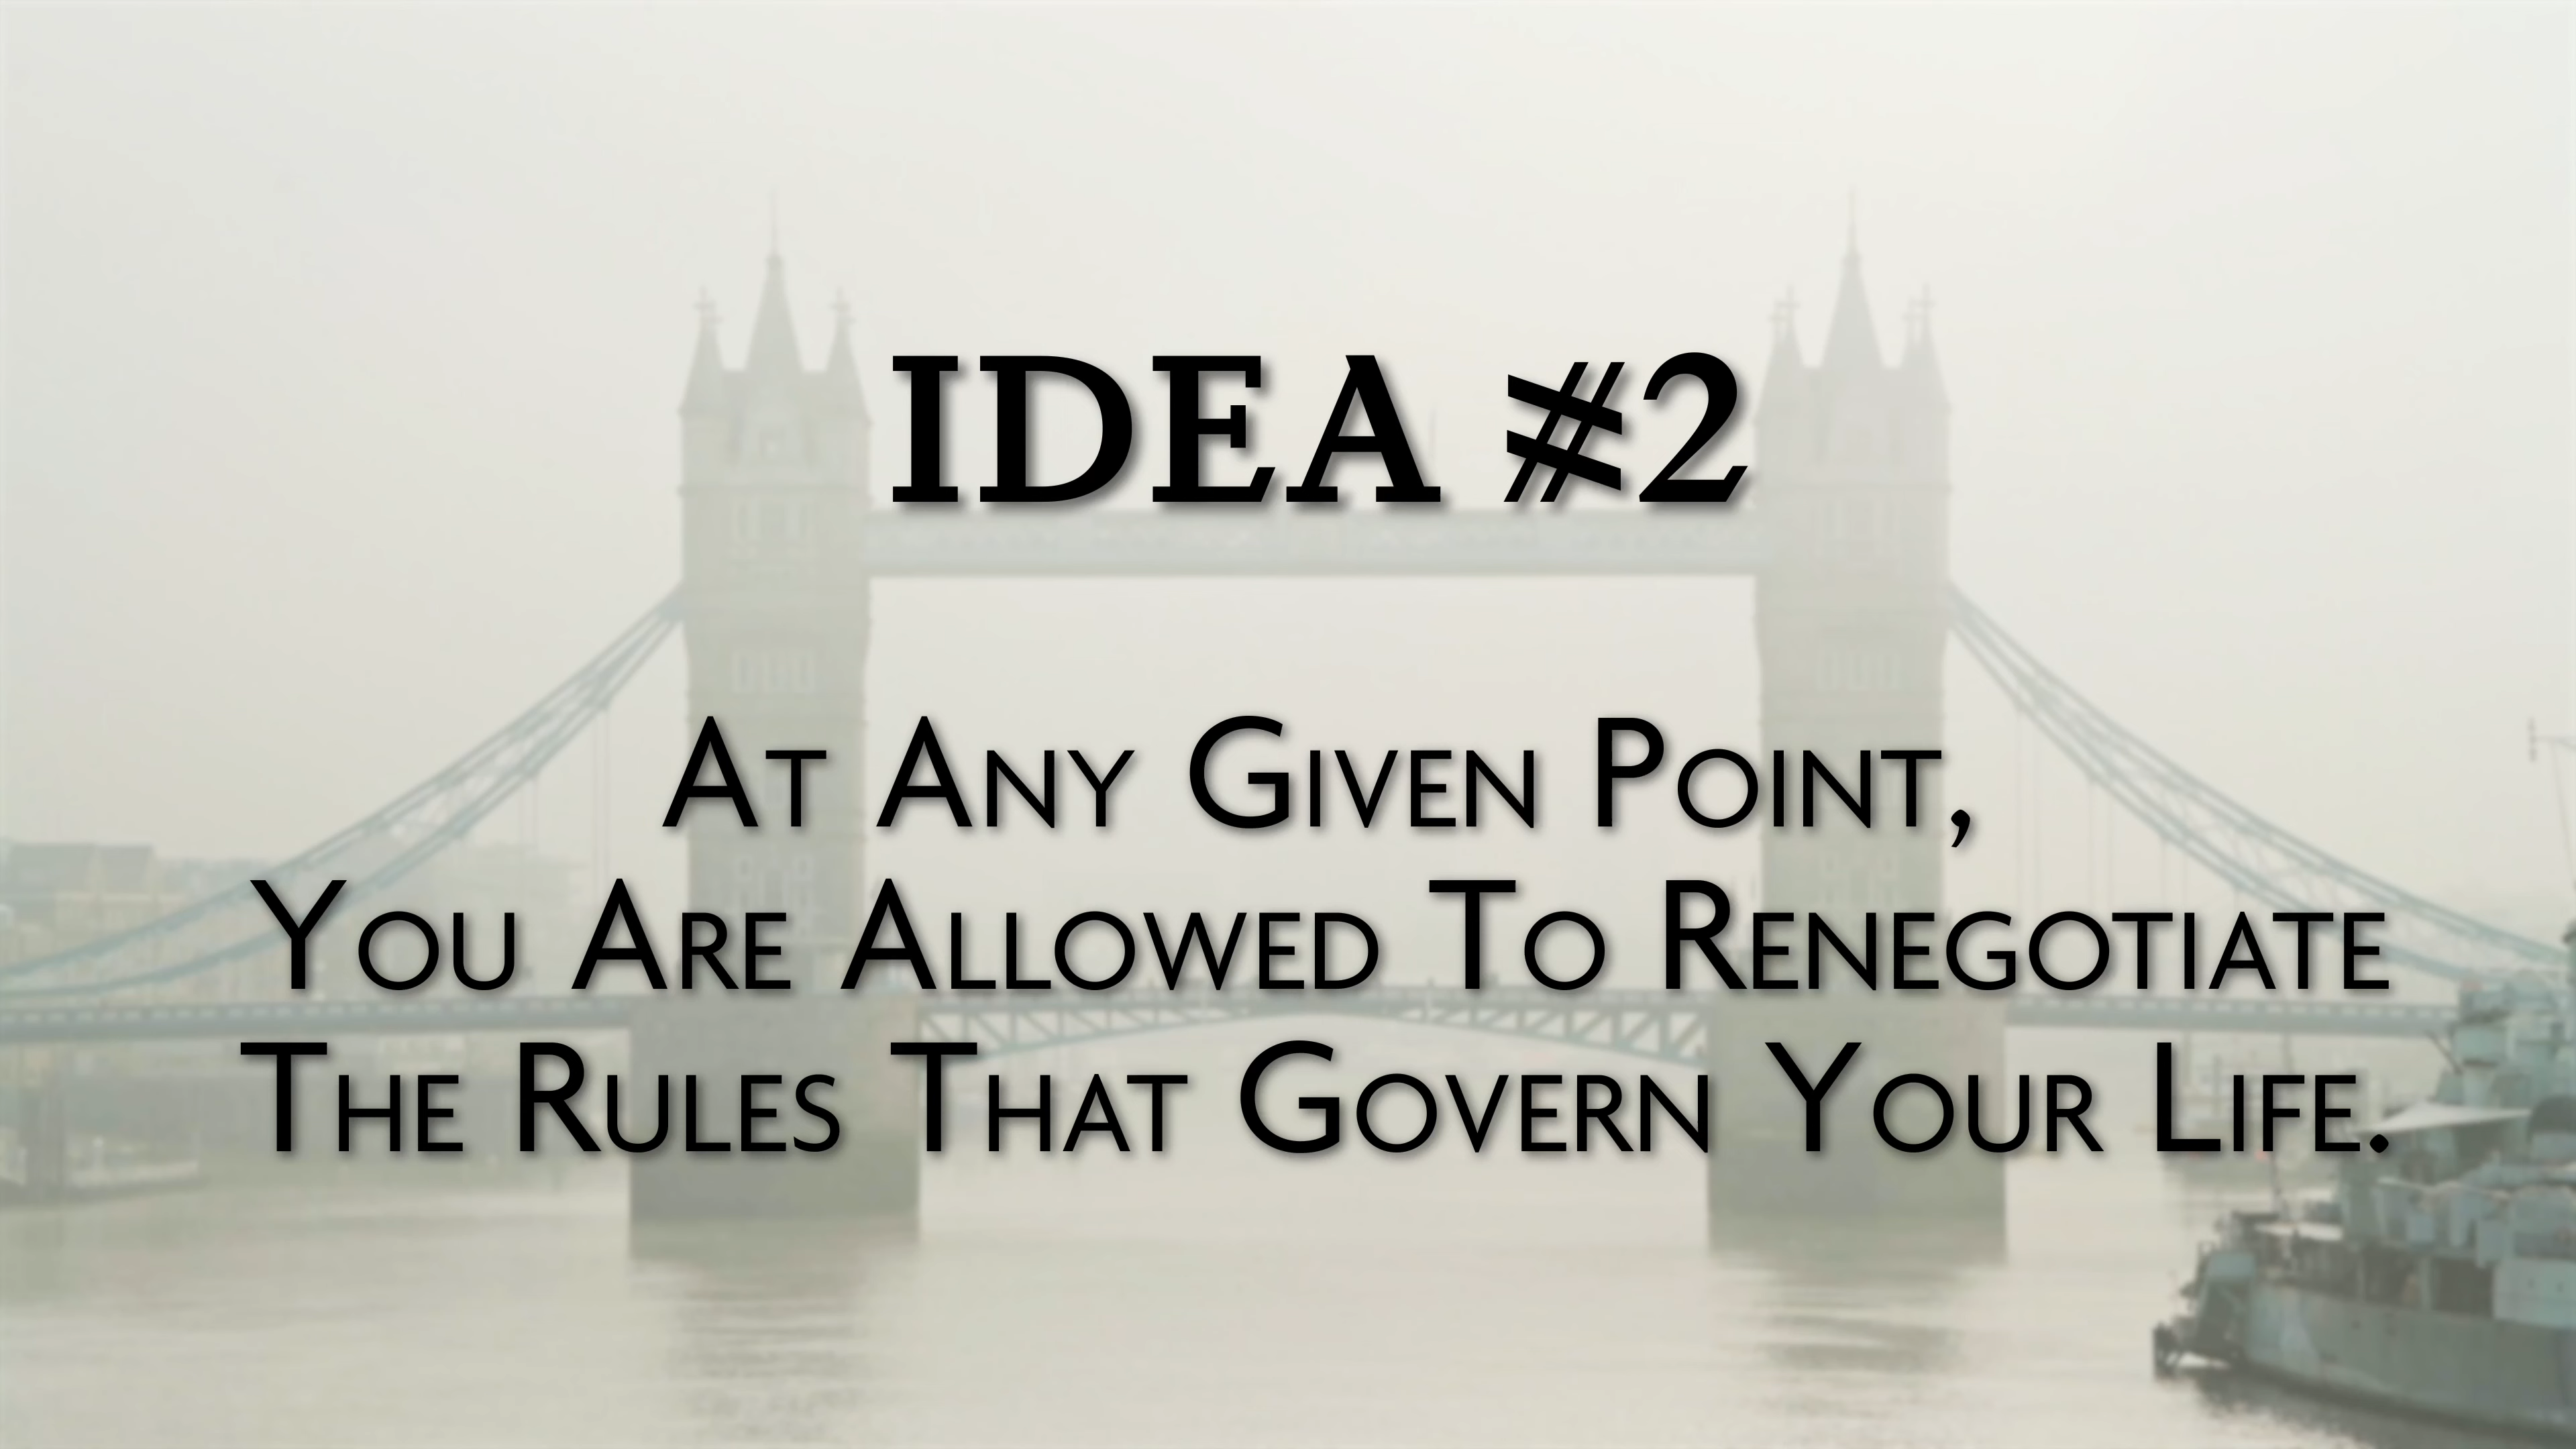 IDEA #2
At Any Given Point,
You Are Allowed To Renegotiate
The Rules That Govern Your Life.